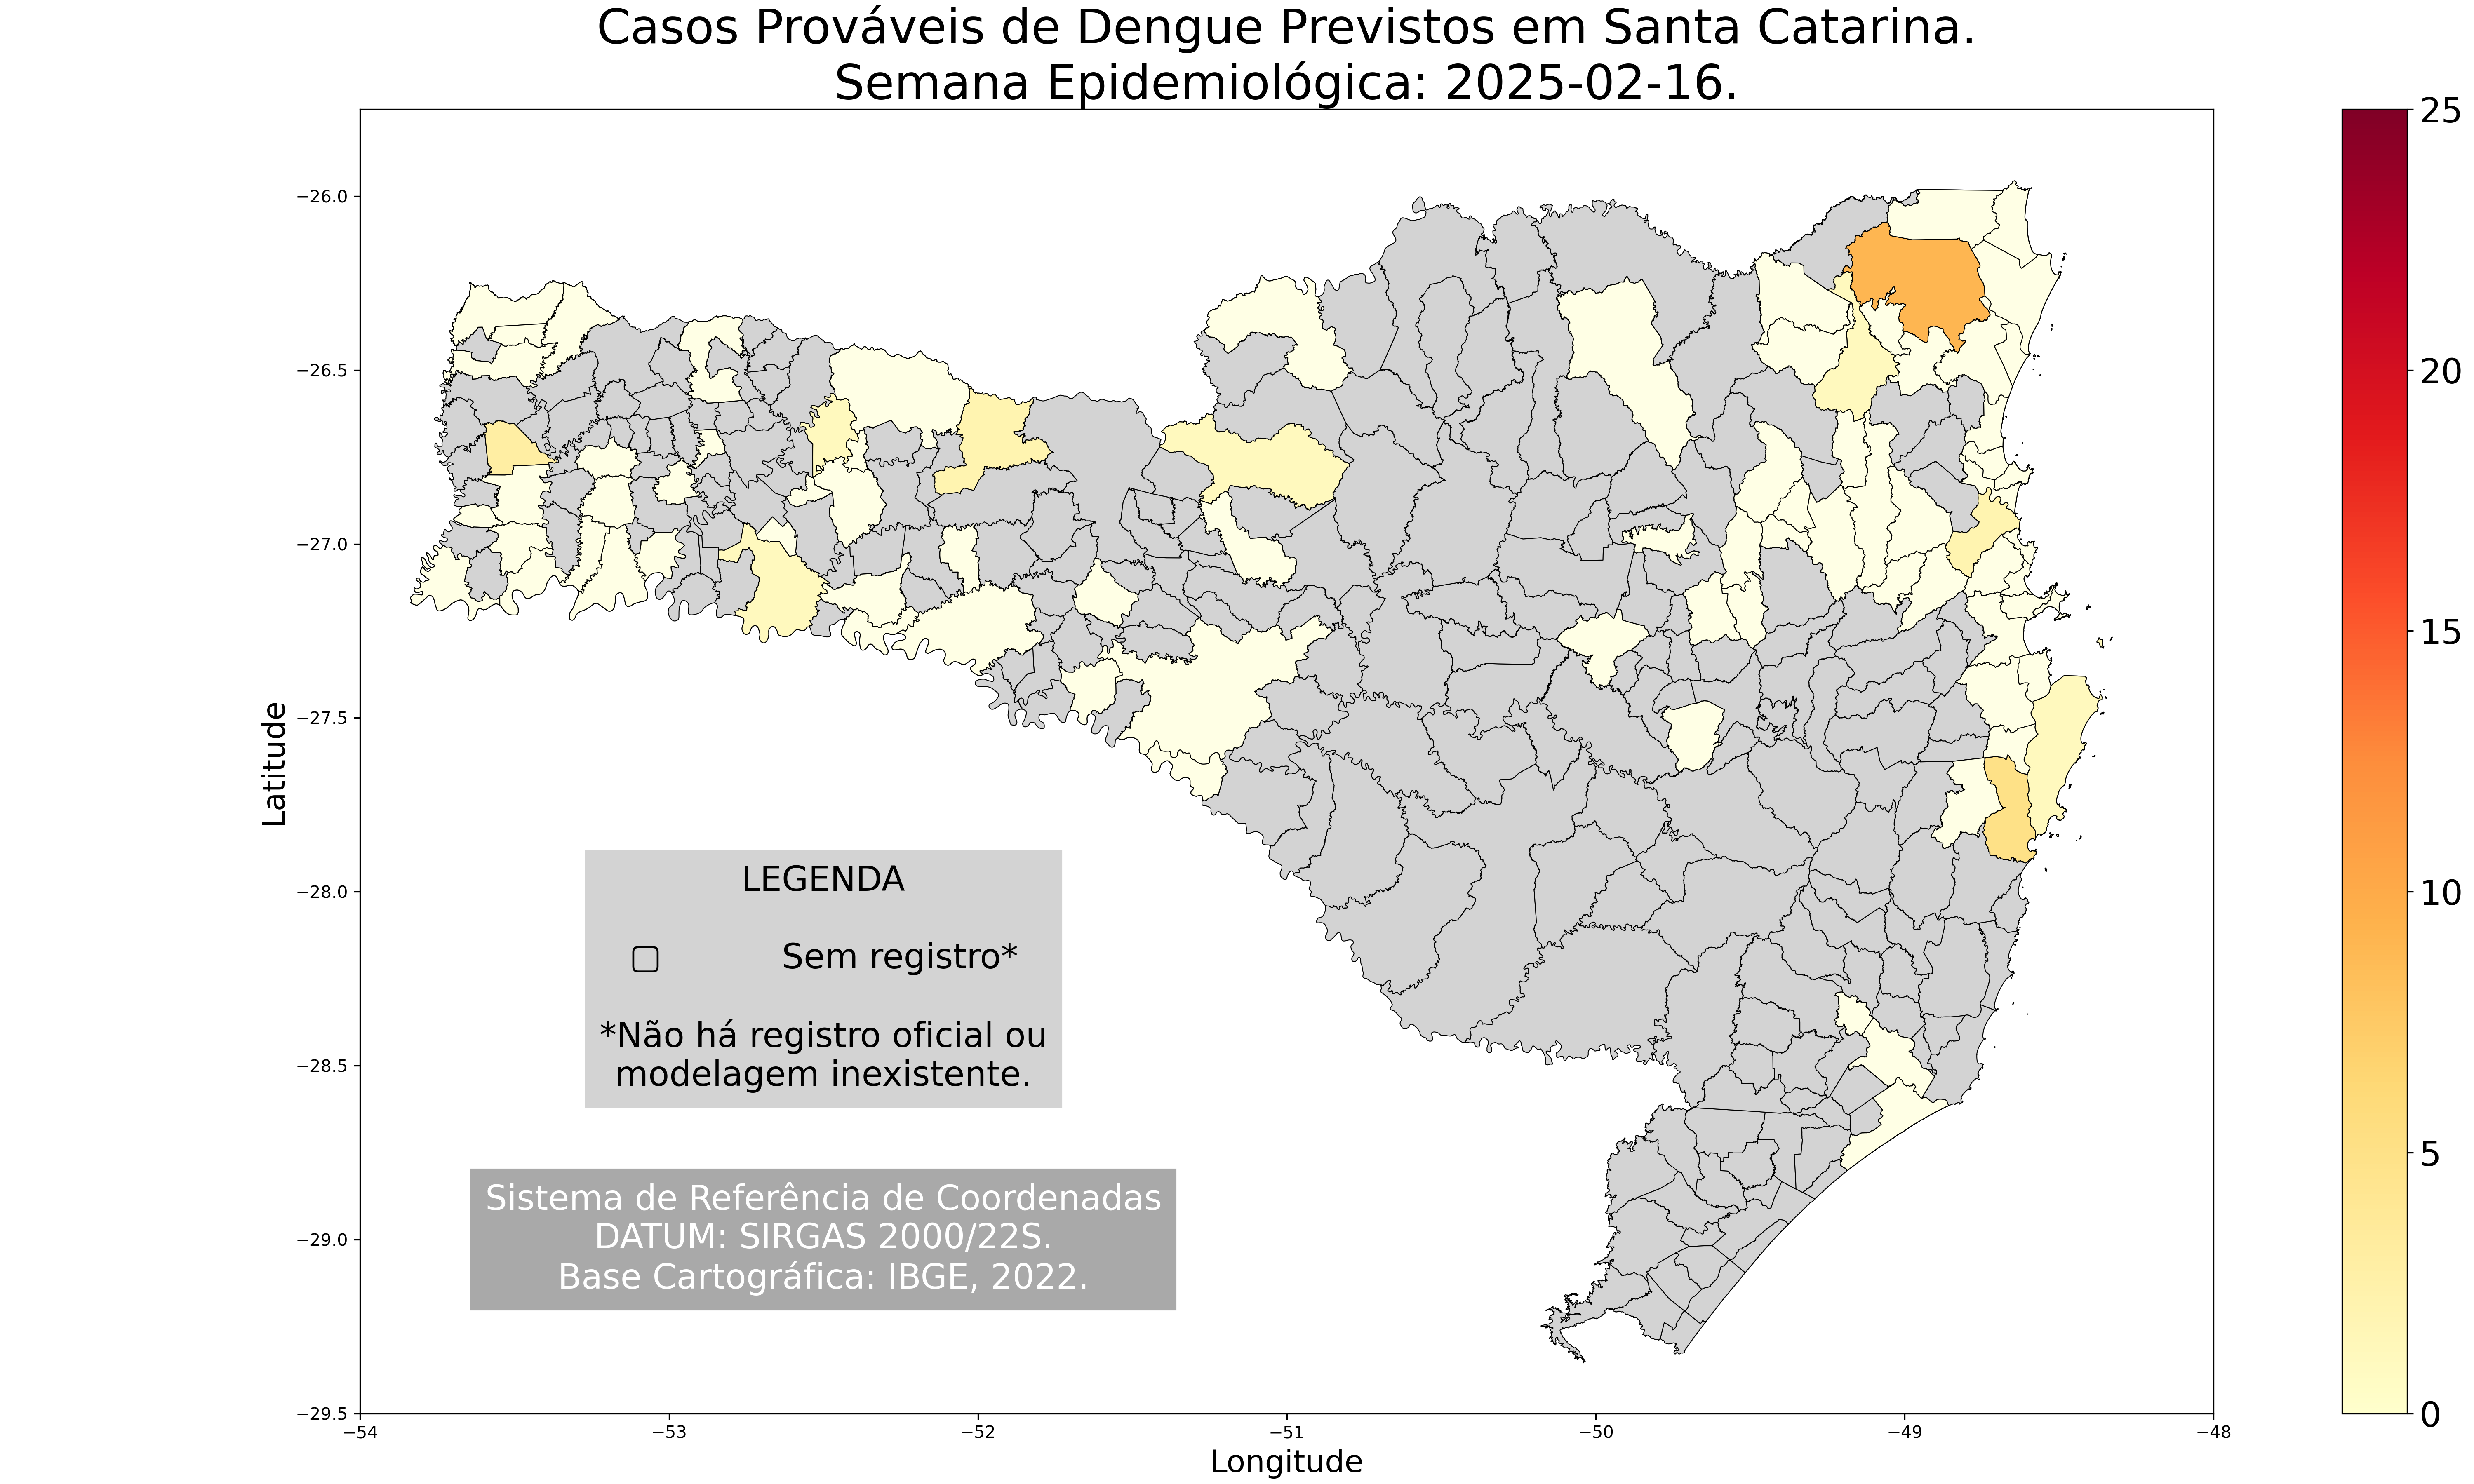 Casos Prováveis de Dengue Previstos em Santa Catarina.
Semana Epidemiológica: 2025-02-16.
25
20
15
10
5
0
−26.0
−26.5
−27.0
−27.5
−28.0
−28.5
−29.0
−29.5
Latitude
LEGENDA
Sem registro*
*Não há registro oficial ou
modelagem inexistente.
Sistema de Referência de Coordenadas
DATUM: SIRGAS 2000/22S.
Base Cartográfica: IBGE, 2022.
−54 −53 −52 −51 −50 −49 −48
Longitude